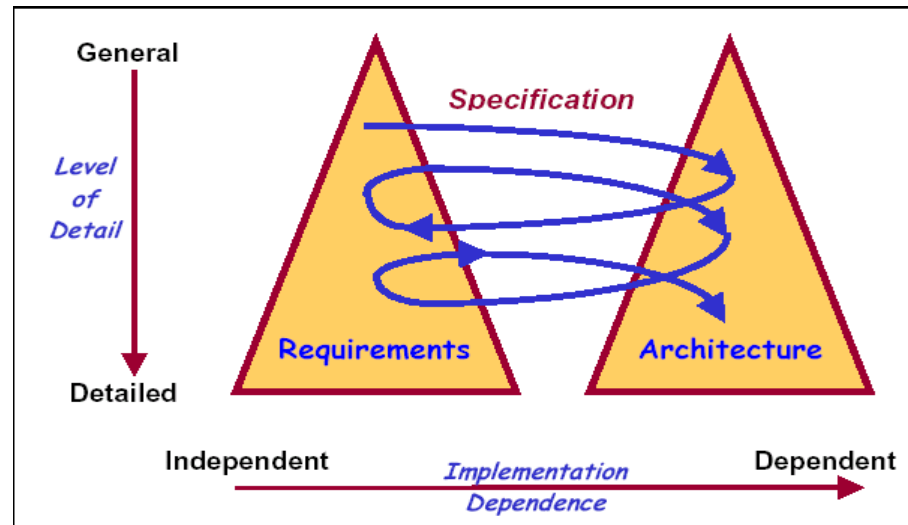 General
Specification
Level
of
Detail
Requirements
Architecture
Detailed
Independent
Dependent
Implementation
Dependence